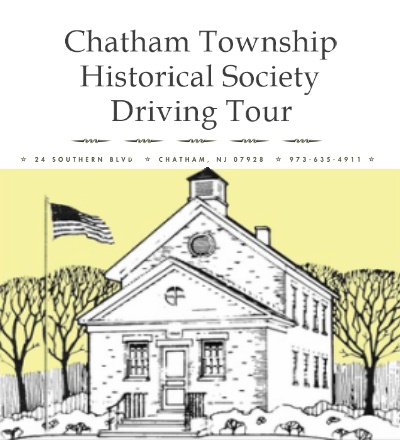 Chatham Township
Historical Society
Driving Tour
☆ 24 SOUTHERN BLVD ☆ CHATHAM, NJ 07928 ☆ 973-635-4911 ☆